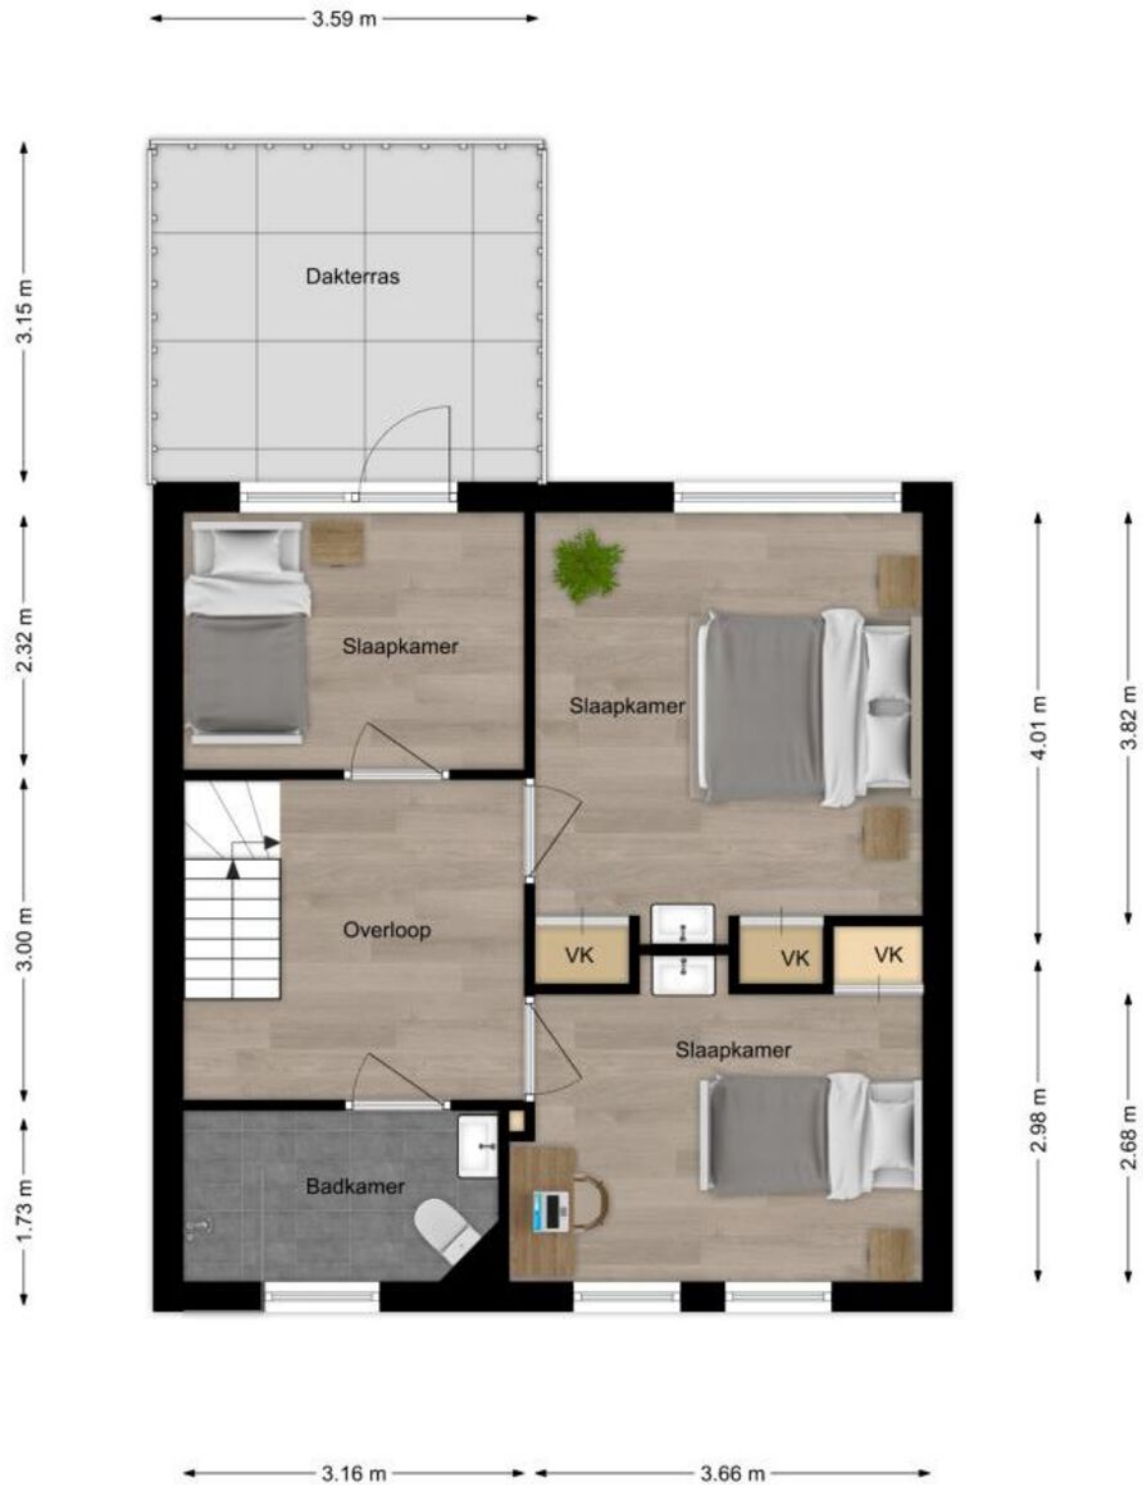 3.59 m
3.15 m
Dakterras
2.32 m
Slaapkamer
Slaapkamer
4.01 m
3.82 m
3.00 m
Overloop
VK
VK
VK
Slaapkamer
2.98 m
2.68 m
1.73 m
Badkamer
3.16 m
3.66 m